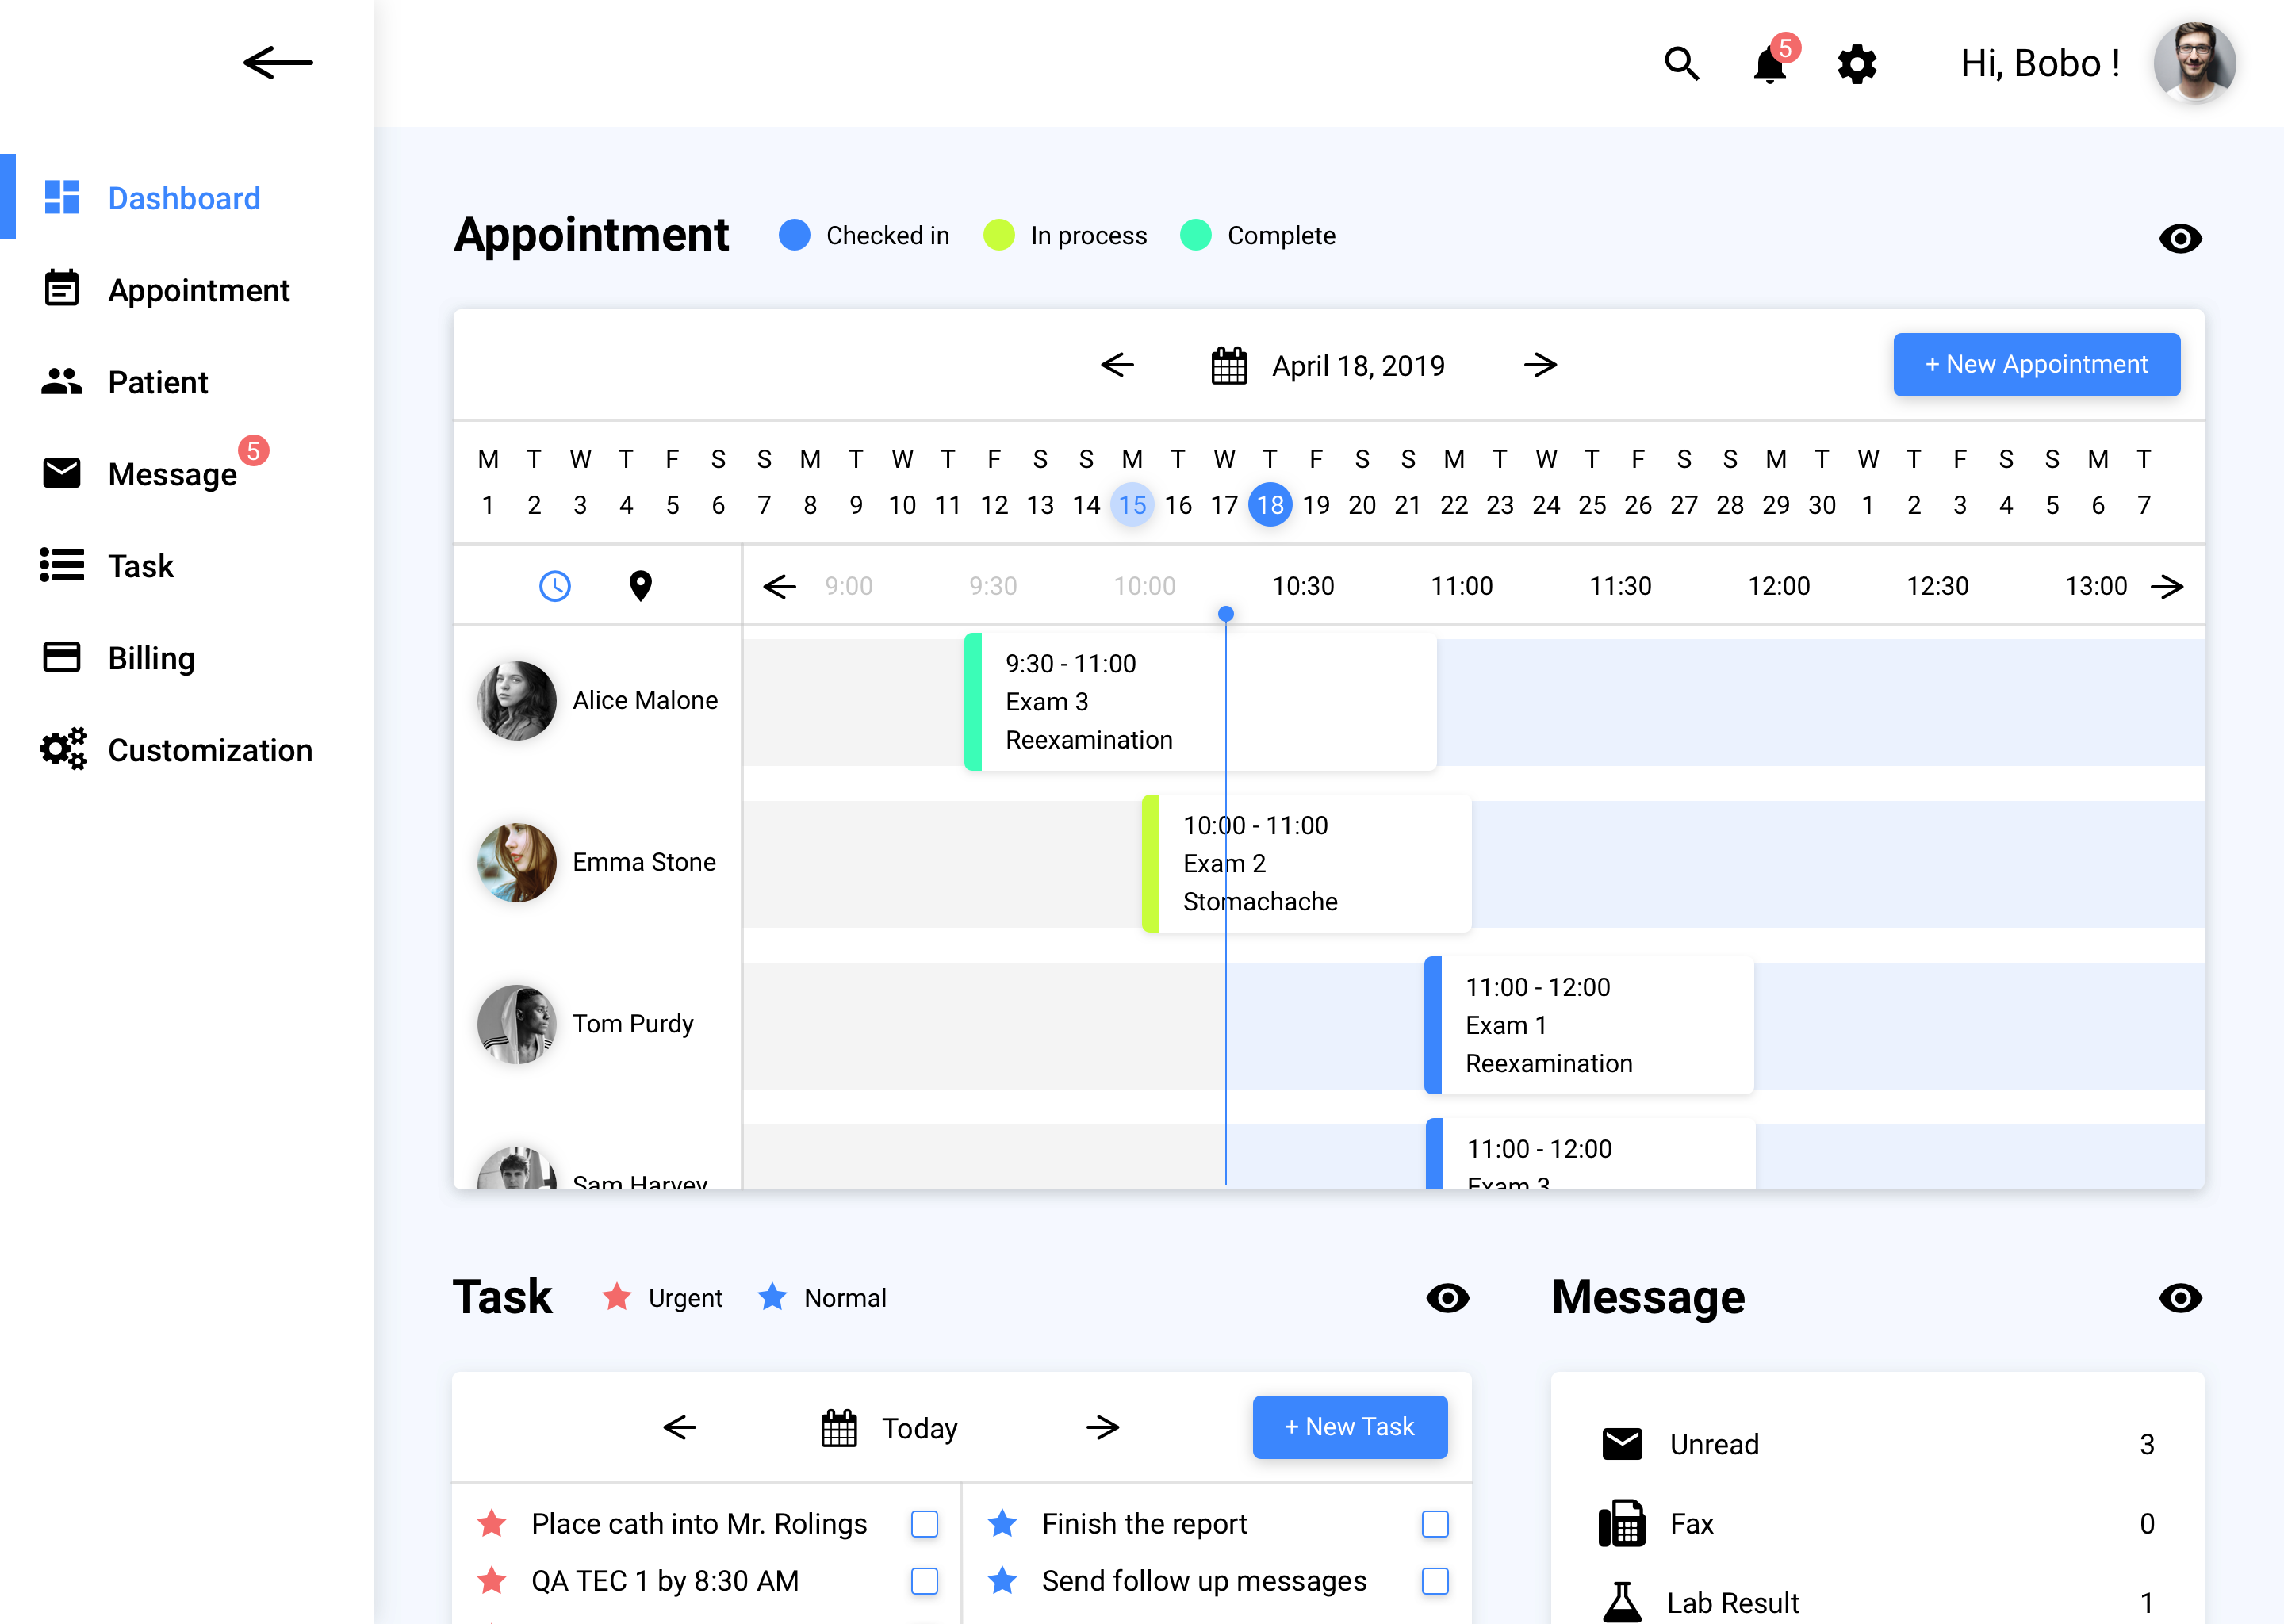 5
Hi, Bobo !
Dashboard
Appointment
Patient
Message 5
Task
Billing
Customization
Appointment Checked in In process Complete
April 18, 2019
+ New Appointment
M T W T F S S M T W T F S S M T W T F S S M T W T F S S M T W T F S S M T
1 2 3 4 5 6 7 8 9 10 11 12 13 14 15 16 17 18 19 20 21 22 23 24 25 26 27 28 29 30 1 2 3 4 5 6 7
9:00 9:30 10:00 10:30 11:00 11:30 12:00 12:30 13:00
Alice Malone
9:30 - 11:00
Exam 3
Reexamination
Emma Stone
10:00 - 11:00
Exam 2
Stomachache
Tom Purdy
11:00 - 12:00
Exam 1
Reexamination
Sam Harvey
11:00 - 12:00
Exam 3
Task Urgent Normal
Today
+ New Task
Place cath into Mr. Rolings
QA TEC 1 by 8:30 AM
Finish the report
Send follow up messages
Message
Unread 3
Fax 0
Lab Result 1